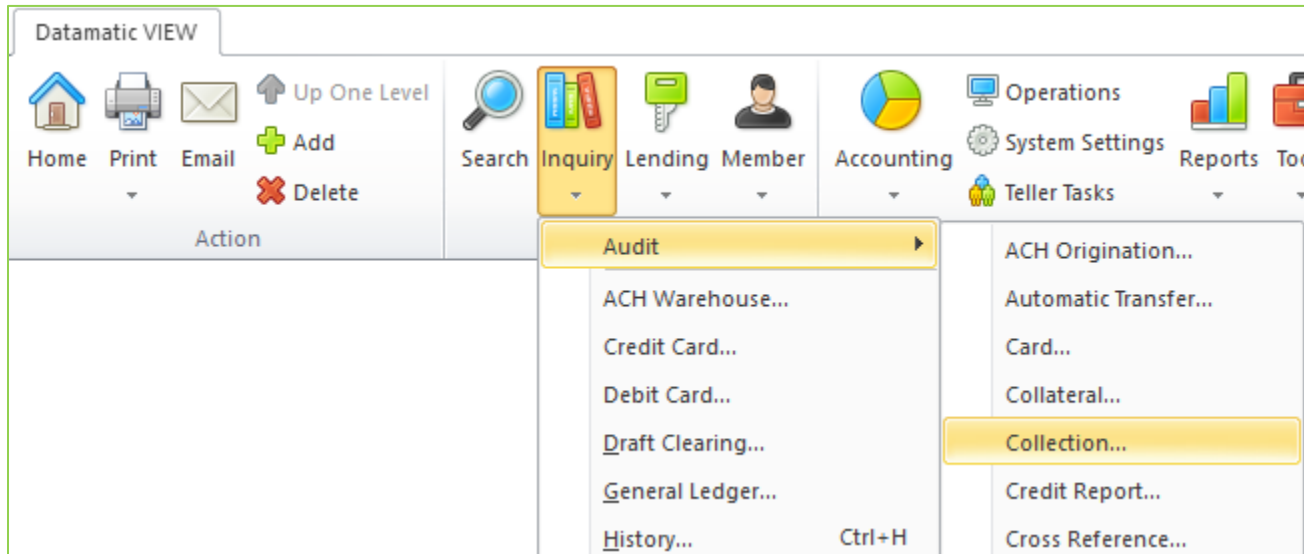 Datamatic VIEW
Up One Level
Operations
Add
System Settings
Home Print Email Search Inquiry Lending Member Accounting Reports
Delete
Teller Tasks
Action
Audit
ACH Origination...
ACH Warehouse...
Automatic Transfer...
Credit Card...
Card...
Debit Card...
Collateral...
Draft Clearing...
Collection...
General Ledger...
Credit Report...
History... Ctrl+H
Cross Reference...